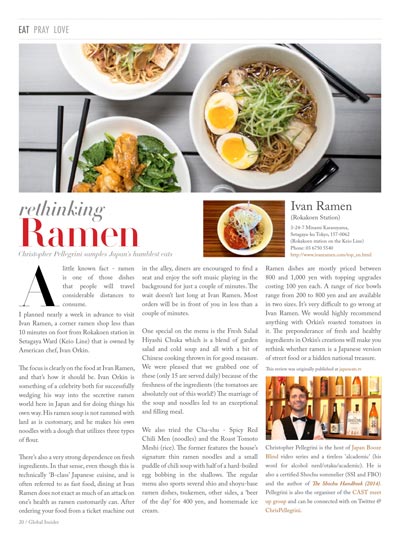 EAT PRAY LOVE
rethinking
Ramen
Christopher Pellegrini samples Japan's humblest eats
Ivan Ramen
(Rokakoen Station)
3-24-7 Minami Karasuyama,
Setagaya-ku Tokyo, 157-0062
(Rokakoen station on the Keio Line)
Phone: 03 6750 5540
http://www.ivanramen.com/top_en.html
A little known fact – ramen
is one of those dishes
that people will travel
considerable distances to
consume.
I planned nearly a week in advance to visit
Ivan Ramen, a corner ramen shop less than
10 minutes on foot from Rokakoen station in
Setagaya Ward (Keio Line) that is owned by
American chef, Ivan Orkin.
The focus is clearly on the food at Ivan Ramen,
and that's how it should be. Ivan Orkin is
something of a celebrity both for successfully
wedging his way into the secretive ramen
world here in Japan and for doing things his
own way. His ramen soup is not rammed with
lard as is customary, and he makes his own
noodles with a dough that utilizes three types
of flour.
There's also a very strong dependence on fresh
ingredients. In that sense, even though this is
technically 'B-class' Japanese cuisine, and is
often referred to as fast food, dining at Ivan
Ramen does not exact as much of an attack on
one's health as ramen customarily can. After
ordering your food from a ticket machine out
in the alley, diners are encouraged to find a
seat and enjoy the soft music playing in the
background for just a couple of minutes. The
wait doesn't last long at Ivan Ramen. Most
orders will be in front of you in less than a
couple of minutes.
One special on the menu is the Fresh Salad
Hiyashi Chuka which is a blend of garden
salad and cold soup and all with a bit of
Chinese cooking thrown in for good measure.
We were pleased that we grabbed one of
these (only 15 are served daily) because of the
freshness of the ingredients (the tomatoes are
absolutely out of this world!) The marriage of
the soup and noodles led to an exceptional
and filling meal.
We also tried the Cha-shu – Spicy Red
Chili Men (noodles) and the Roast Tomoto
Meshi (rice). The former features the house's
signature thin ramen noodles and a small
puddle of chili soup with half of a hard-boiled
egg bobbing in the shallows. The regular
menu also sports several shio and shoyu-base
ramen dishes, tsukemen, other sides, a 'beer
of the day' for 400 yen, and homemade ice
cream.
Ramen dishes are mostly priced between
800 and 1,000 yen with topping upgrades
costing 100 yen each. A range of rice bowls
range from 200 to 800 yen and are available
in two sizes. It's very difficult to go wrong at
Ivan Ramen. We would highly recommend
anything with Orkin's roasted tomatoes in
it. The preponderance of fresh and healthy
ingredients in Orkin's creations will make you
rethink whether ramen is a Japanese version
of street food or a hidden national treasure.
This review was originally published at japaneats.tv
Christopher Pellegrini is the host of Japan Booze
Blind video series and a tireless 'alcademic' (his
word for alcohol nerd/otaku/academic). He is
also a certified Shochu sommelier (SSI and FBO)
and the author of The Shochu Handbook (2014).
Pellegrini is also the organizer of the CAST meet
up group and can be connected with on Twitter @
ChrisPellegrini.
20 / Global Insider